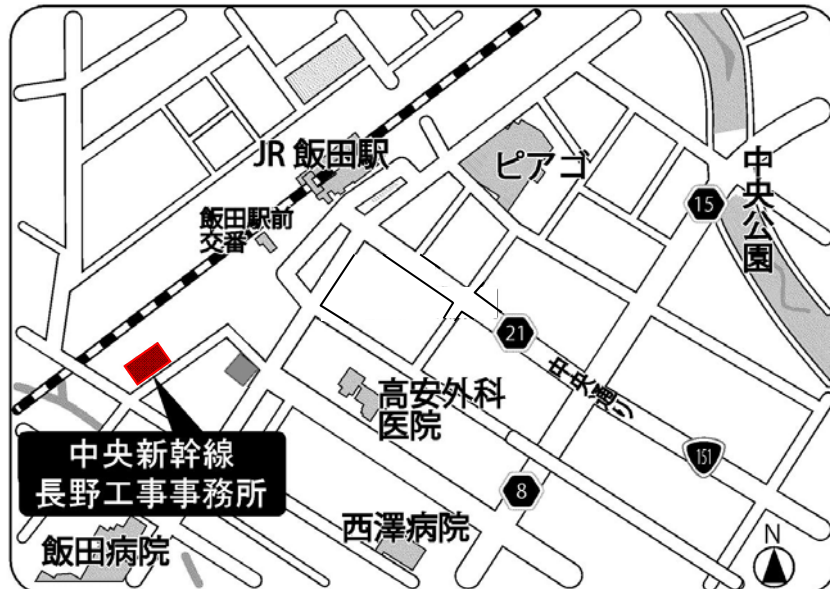 JR 飯田駅
ピアゴ
中央公園
15
飯田駅前
交番
21
中央通り
高安外科
医院
中央新幹線
長野工事事務所
151
8
西澤病院
飯田病院
N